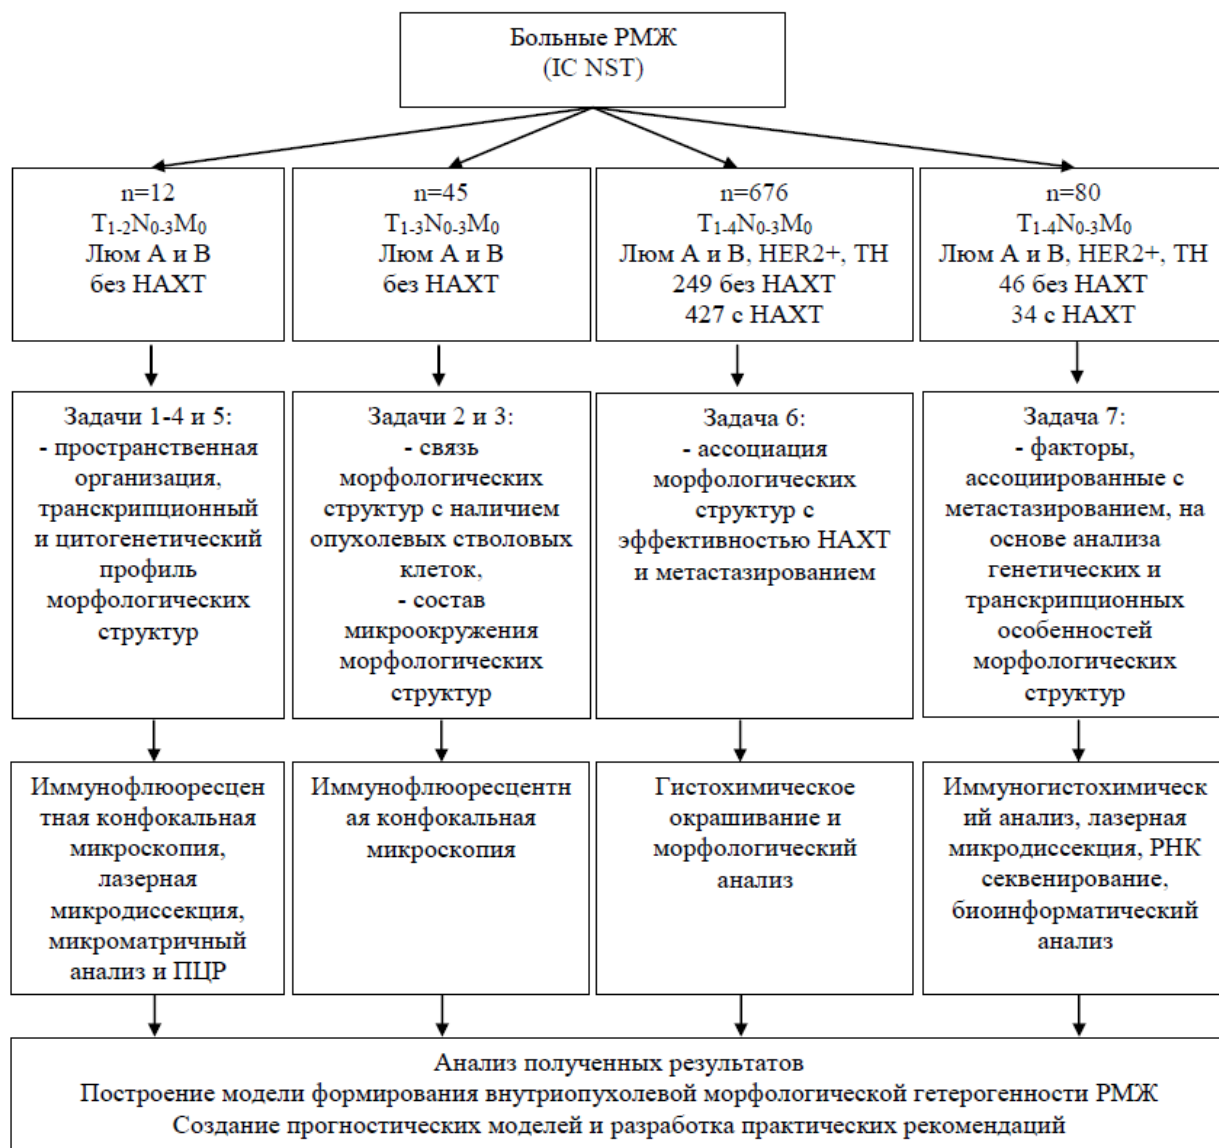 Больные РМЖ
(IC NST)
n=12
T1-2N0-3M0
Люм А и В
без НАХТ
n=45
T1-3N0-3M0
Люм А и В
без НАХТ
n=676
T1-4N0-3M0
Люм А и В, HER2+, ТН
249 без НАХТ
427 с НАХТ
n=80
T1-4N0-3M0
Люм А и В, HER2+, ТН
46 без НАХТ
34 с НАХТ
Задачи 1-4 и 5:
- пространственная
организация,
транскрипционный
и цитогенетический
профиль
морфологических
структур
Задачи 2 и 3:
- связь
морфологических
структур с наличием
опухолевых стволовых
клеток,
- состав
микроокружения
морфологических
структур
Задача 6:
- ассоциация
морфологических
структур с
эффективностью НАХТ
и метастазированием
Задача 7:
- факторы,
ассоциированные с
метастазированием, на
основе анализа
генетических и
транскрипционных
особенностей
морфологических
структур
Иммунофлюоресцен
тная конфокальная
микроскопия,
лазерная
микродиссекция,
микроматричный
анализ и ПЦР
Иммунофлюоресцентн
ая конфокальная
микроскопия
Гистохимическое
окрашивание и
морфологический
анализ
Иммуногистохимическ
ий анализ, лазерная
микродиссекция, РНК
секвенирование,
биоинформатический
анализ
Анализ полученных результатов
Построение модели формирования внутриопухолевой морфологической гетерогенности РМЖ
Создание прогностических моделей и разработка практических рекомендаций